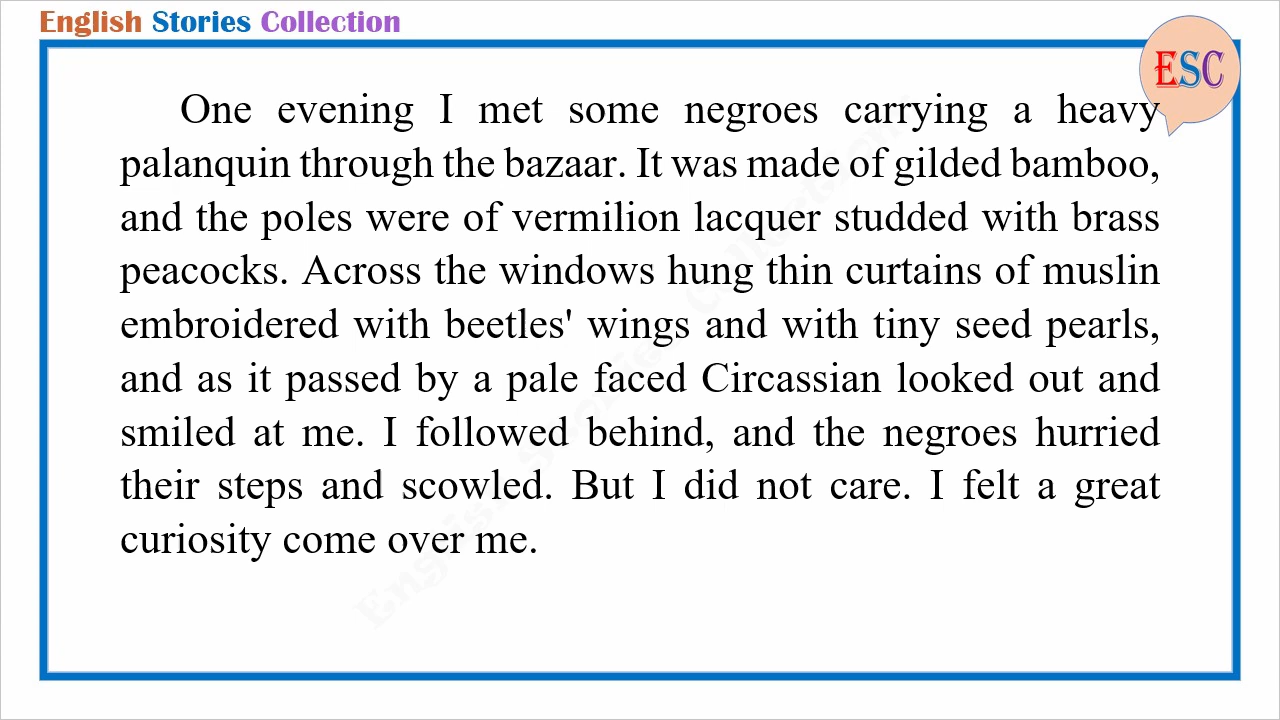 English Stories Collection
ESC
One evening I met some negroes carrying a heavy
palanquin through the bazaar. It was made of gilded bamboo,
and the poles were of vermilion lacquer studded with brass
peacocks. Across the windows hung thin curtains of muslin
embroidered with beetles' wings and with tiny seed pearls,
and as it passed by a pale faced Circassian looked out and
smiled at me. I followed behind, and the negroes hurried
their steps and scowled. But I did not care. I felt a great
curiosity come over me.
English Stories Collection